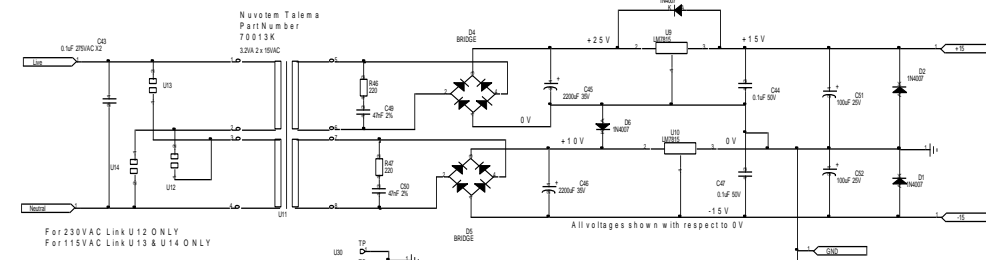 Nuvotem Talema
Part Number
70013K
3.2VA 2 x 15VAC
C43
0.1uF 275VAC X2
Live
U13
U14
U12
Neutral
U11
For 230VAC Link U12 ONLY
For 115VAC Link U13 & U14 ONLY
R46
220
C49
47nF 2%
R47
220
C50
47nF 2%
D4
BRIDGE
D5
BRIDGE
+25V
C45
2200uF 35V
0V
+10V
C46
2200uF 35V
D6
1N4007
1N4007
U9
LM7815
+15V
U10
LM7815
0V
C44
0.1uF 50V
C47
0.1uF 50V
-15V
C51
100uF 25V
C52
100uF 25V
D2
1N4007
D1
1N4007
+15
-15
All voltages shown with respect to 0V
GND
U30
TP